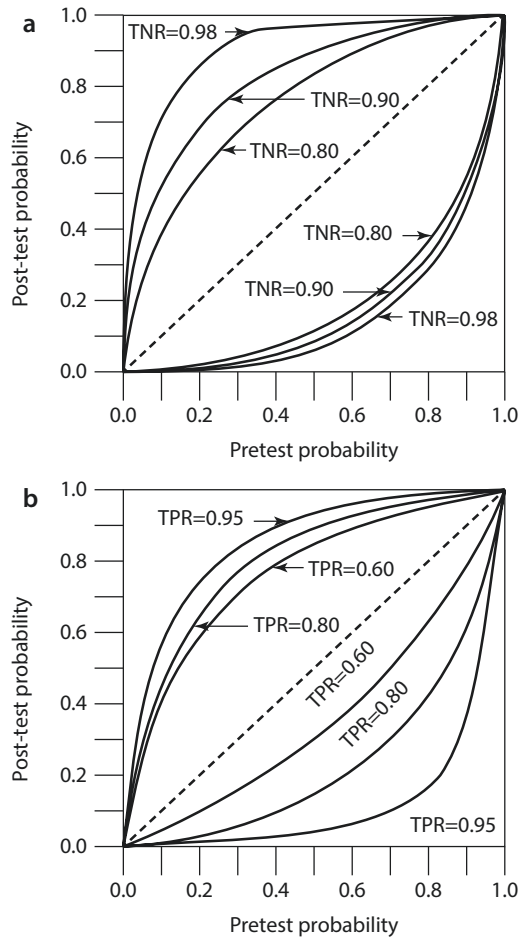 a
1.0
TNR=0.98
0.8
TNR=0.90
0.6
TNR=0.80
0.4
TNR=0.80
TNR=0.90
0.2
TNR=0.98
0.0
0.0 0.2 0.4 0.6 0.8 1.0
Pretest probability
Post-test probability
b
1.0
TPR=0.95
0.8
TPR=0.60
0.6
TPR=0.80
TPR=0.60
0.4
TPR=0.80
0.2
TPR=0.95
0.0
0.0 0.2 0.4 0.6 0.8 1.0
Pretest probability
Post-test probability